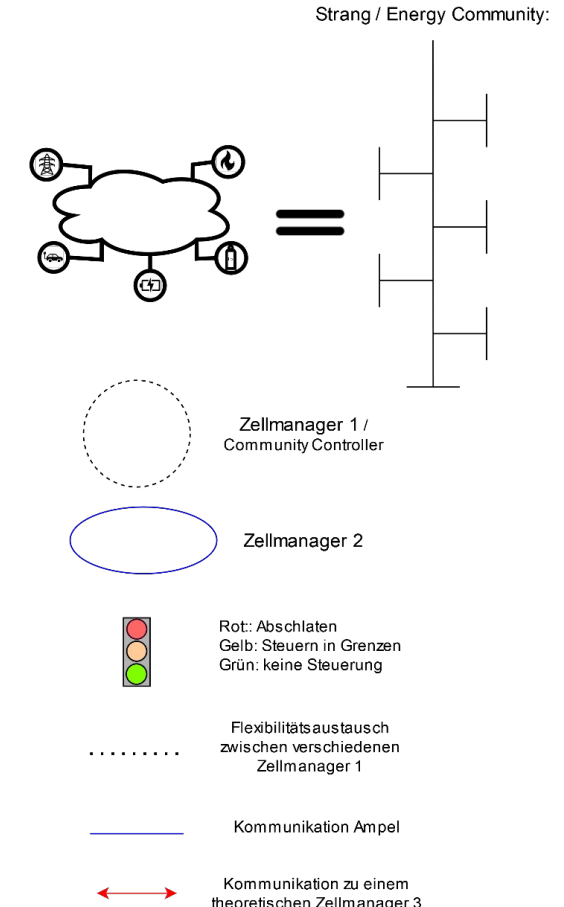 Strang / Energy Community:
Zellmanager 1 /
Community Controller
Zellmanager 2
Rot:: Abschlaten
Gelb: Steuern in Grenzen
Grün: keine Steuerung
Flexibilitätsaustausch
zwischen verschiedenen
Zellmanager 1
Kommunikation Ampel
Kommunikation zu einem
theoretischen Zellmanager 3